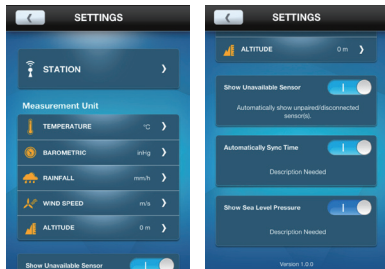 SETTINGS
STATION
Measurement Unit
TEMPERATURE °C
BAROMETRIC inHg
RAINFALL mm/h
WIND SPEED m/s
ALTITUDE 0 m
Show Unavailable Sensor
SETTINGS
ALTITUDE 0 m
Show Unavailable Sensor
Automatically show unpaired/disconnected
sensor(s).
Automatically Sync Time
Description Needed
Show Sea Level Pressure
Description Needed
Version 1.0.0